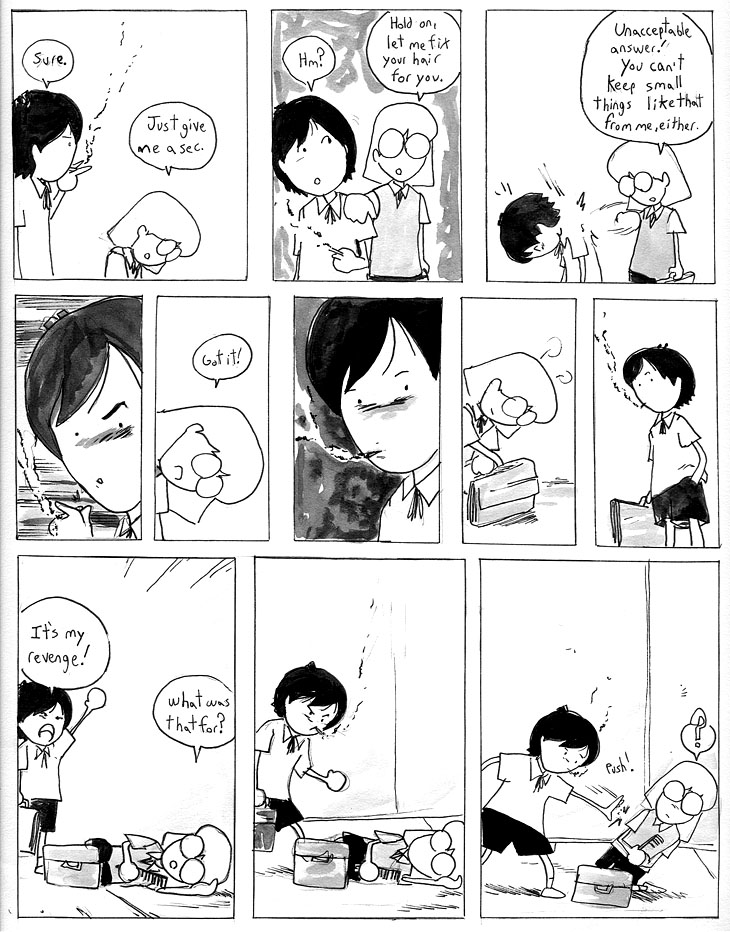 Unacceptable
answer!
You can't
keep small
things like that
from me, either.
Hold on,
let me fix
your hair
for you.
Hm?
Just give
me a sec.
Sure.
Got it!
Push!
‽
What was
that for?
It's my
revenge!